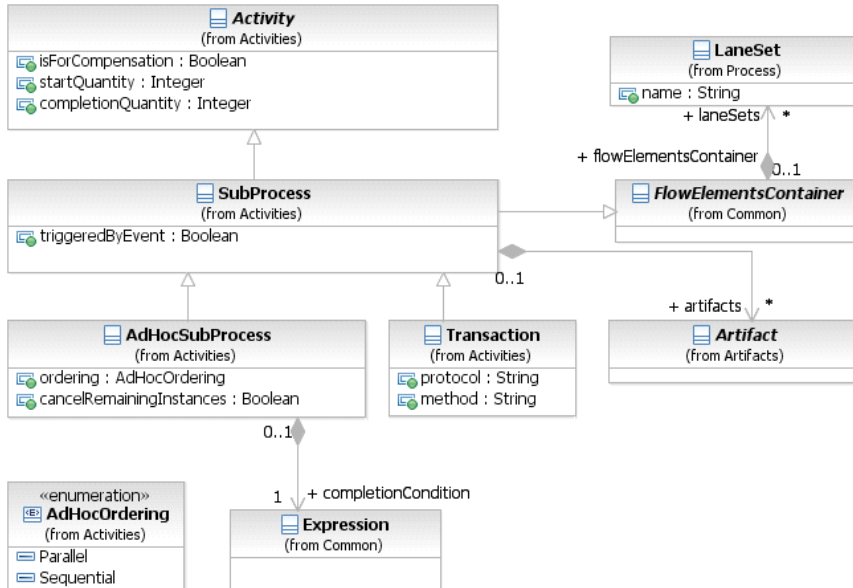 Activity
(from Activities)
isForCompensation : Boolean
startQuantity : Integer
completionQuantity : Integer
LaneSet
(from Process)
name : String
+ laneSets *
+ flowElementsContainer
0..1
SubProcess
(from Activities)
triggeredByEvent : Boolean
FlowElementsContainer
(from Common)
0..1
+ artifacts *
AdHocSubProcess
(from Activities)
ordering : AdHocOrdering
cancelRemainingInstances : Boolean
Transaction
(from Activities)
protocol : String
method : String
Artifact
(from Artifacts)
0..1
1 + completionCondition
«enumeration»
AdHocOrdering
(from Activities)
Parallel
Sequential
Expression
(from Common)